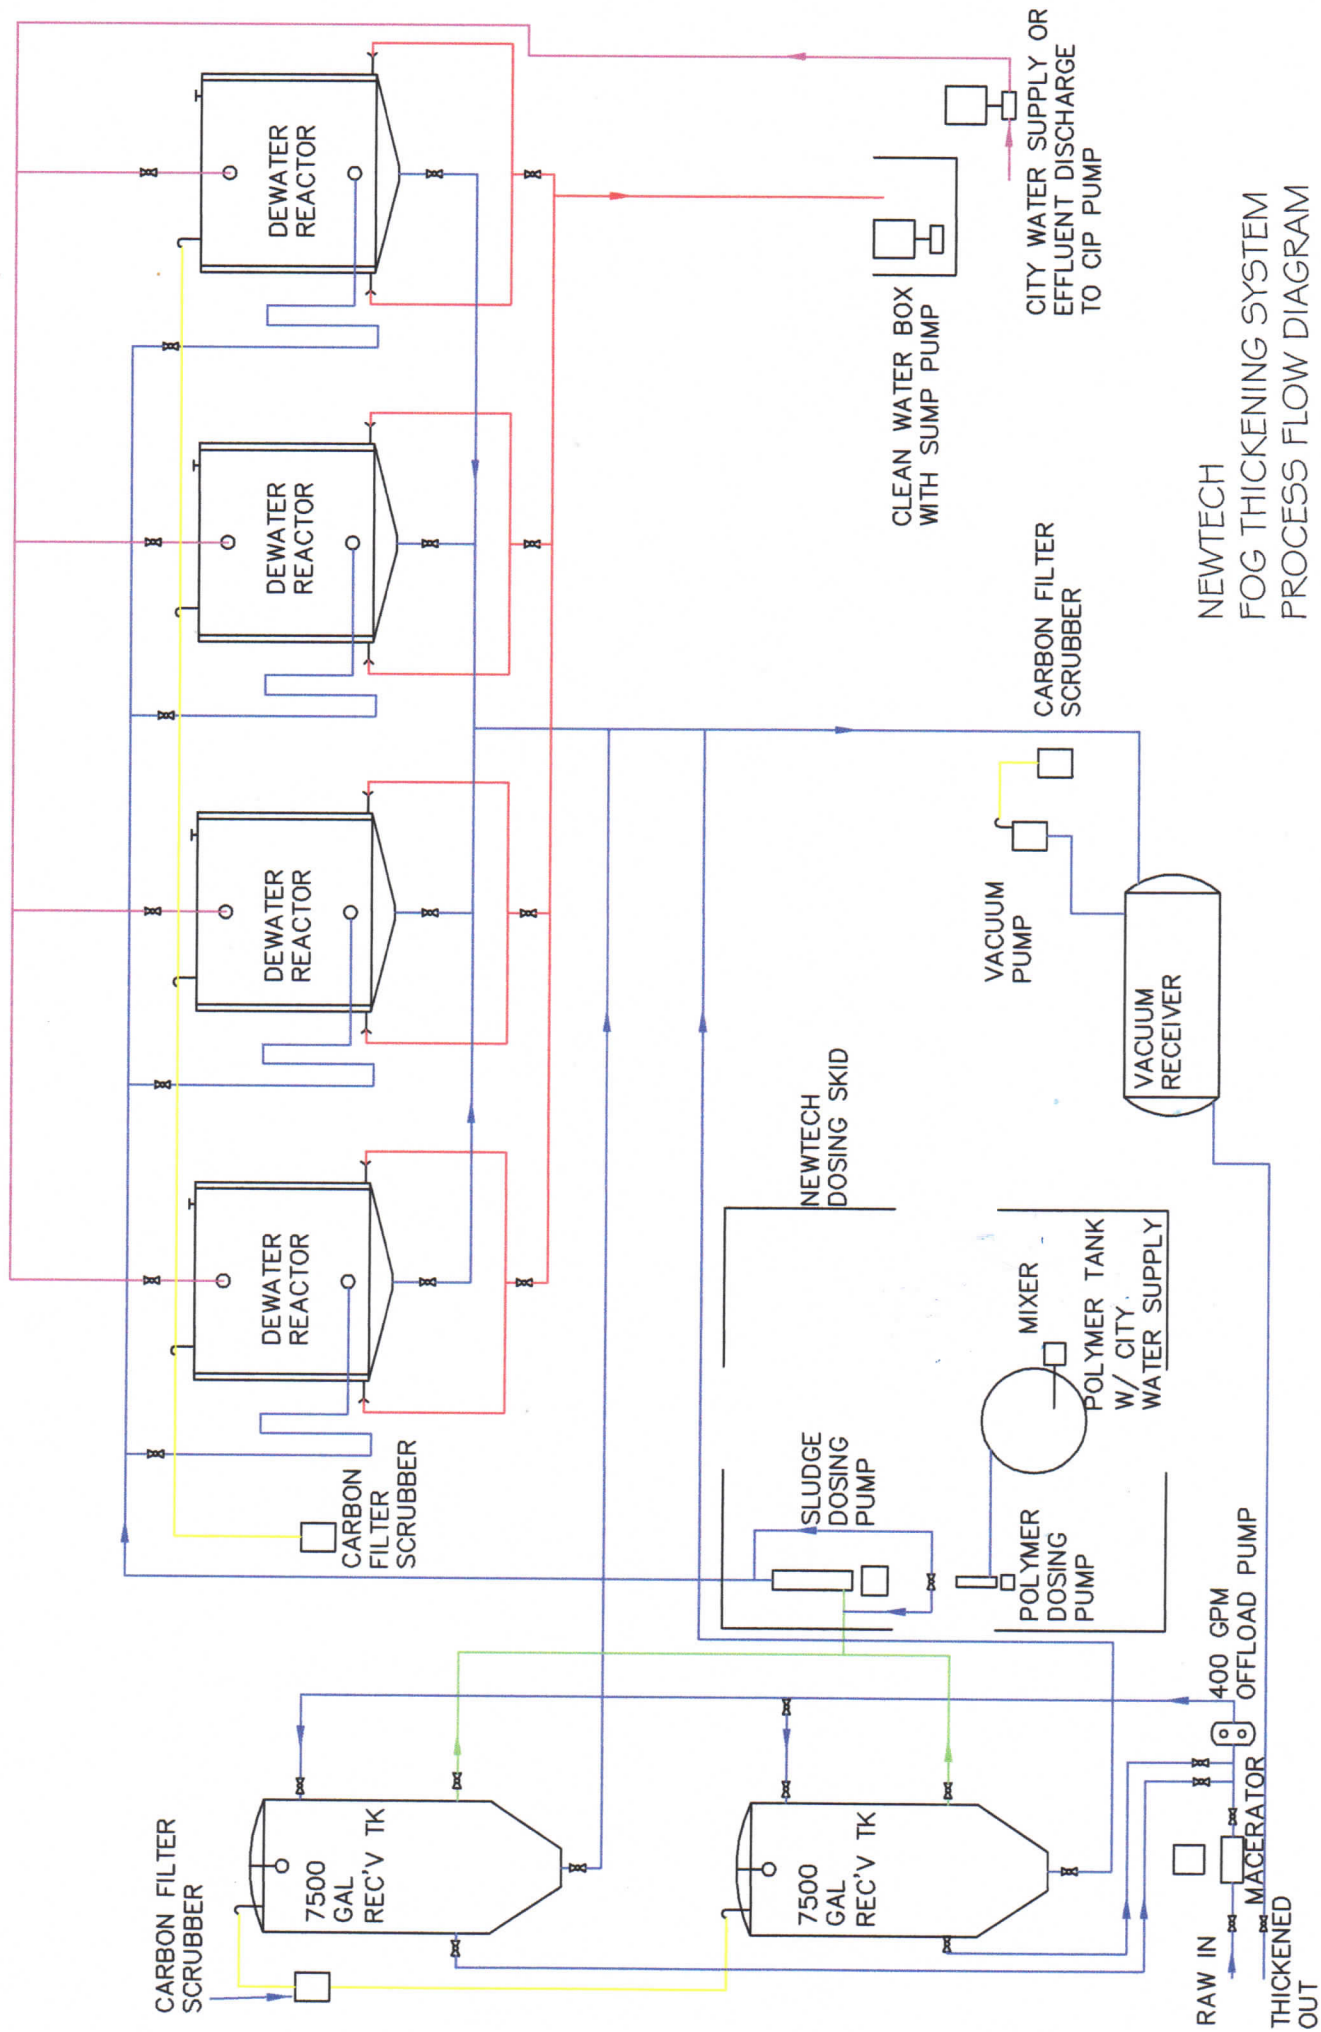 CARBON FILTER
SCRUBBER
7500
GAL
REC'V TK
7500
GAL
REC'V TK
RAW IN
THICKENED
OUT
MACERATOR
400 GPM
OFFLOAD PUMP
CARBON
FILTER
SCRUBBER
SLUDGE
DOSING
PUMP
POLYMER
DOSING
PUMP
MIXER
POLYMER TANK
W/ CITY
WATER SUPPLY
NEWTECH
DOSING SKID
DEWATER
REACTOR
DEWATER
REACTOR
DEWATER
REACTOR
DEWATER
REACTOR
VACUUM
RECEIVER
VACUUM
PUMP
CARBON FILTER
SCRUBBER
CLEAN WATER BOX
WITH SUMP PUMP
CITY WATER SUPPLY OR
EFFLUENT DISCHARGE
TO CIP PUMP
NEWTECH
FOG THICKENING SYSTEM
PROCESS FLOW DIAGRAM